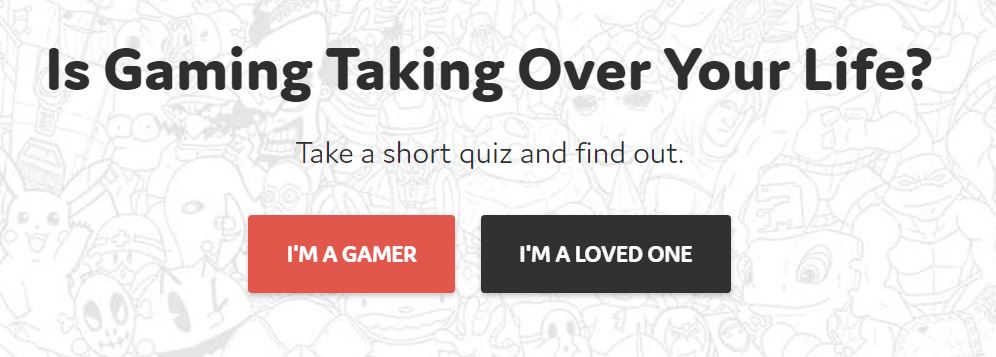 Is Gaming Taking Over Your Life?
Take a short quiz and find out.
I'M A GAMER
I'M A LOVED ONE